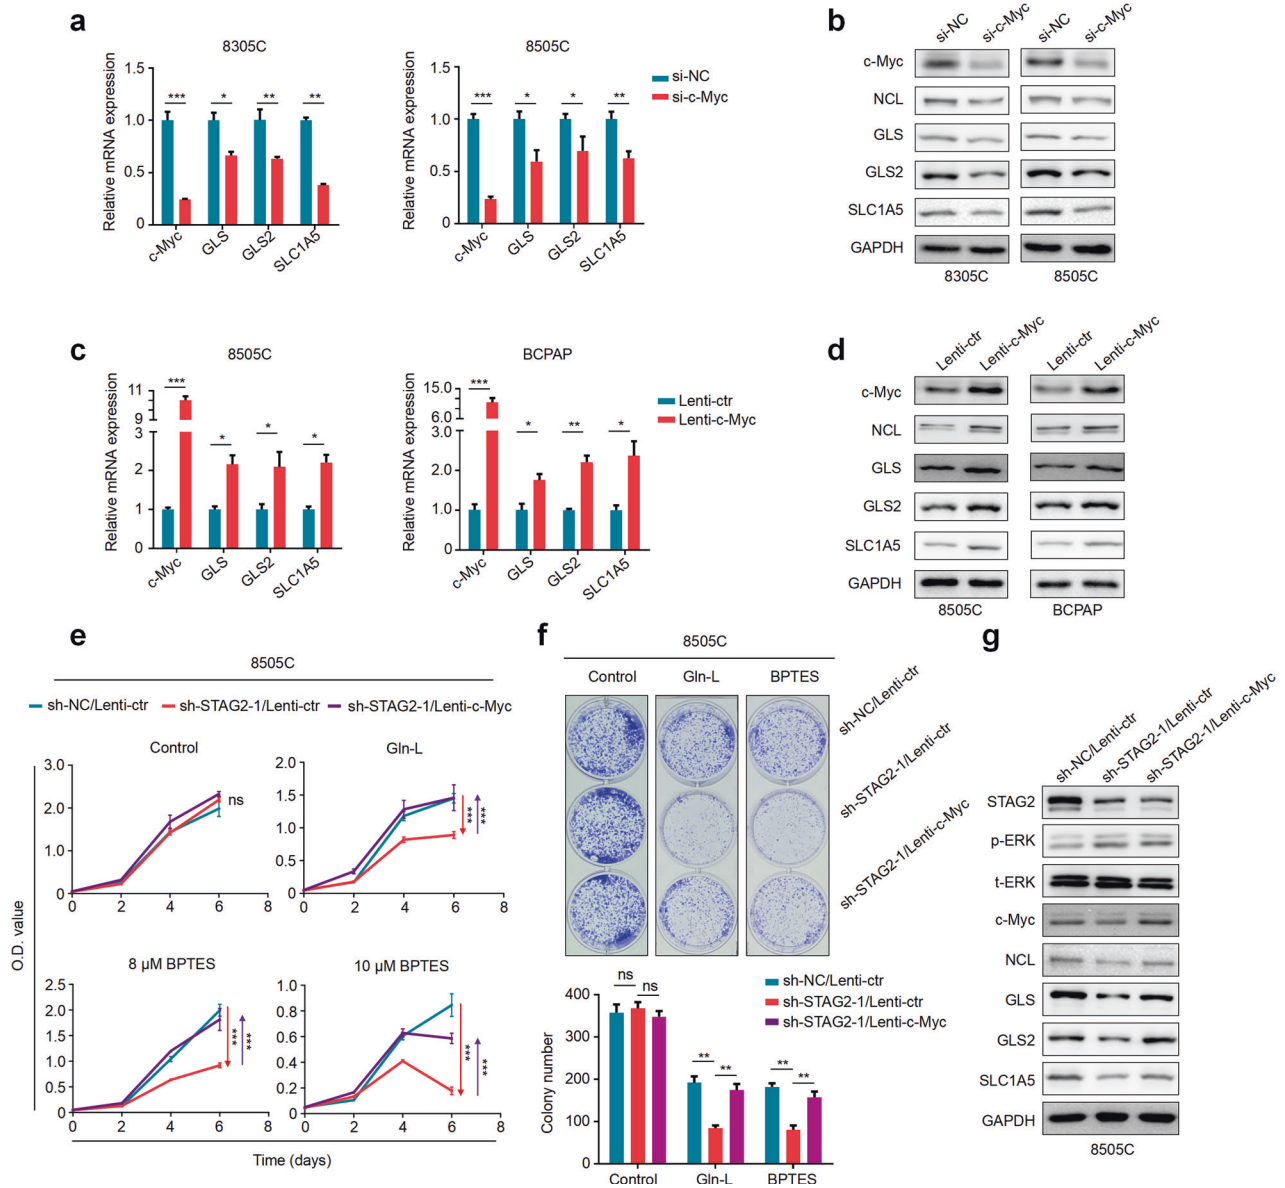 a
8305C
8505C
si-NC
si-c-Myc
Relative mRNA expression
1.0
0.5
0
***
*
**
**
c-Myc
GLS
GLS2
SLC1A5
Relative mRNA expression
1.0
0.5
0
***
*
*
**
c-Myc
GLS
GLS2
SLC1A5
b
si-NC
si-c-Myc
si-NC
si-c-Myc
c-Myc
NCL
GLS
GLS2
SLC1A5
GAPDH
8305C
8505C
c
8505C
BCPAP
Lenti-ctr
Lenti-c-Myc
Relative mRNA expression
11
9
3
2
1.0
0
***
*
*
*
c-Myc
GLS
GLS2
SLC1A5
Relative mRNA expression
15.0
6.0
3.0
2.0
1.0
0
***
*
**
*
c-Myc
GLS
GLS2
SLC1A5
d
Lenti-ctr
Lenti-c-Myc
Lenti-ctr
Lenti-c-Myc
c-Myc
NCL
GLS
GLS2
SLC1A5
GAPDH
8505C
BCPAP
e
8505C
sh-NC/Lenti-ctr
sh-STAG2-1/Lenti-ctr
sh-STAG2-1/Lenti-c-Myc
O.D. value
Control
3.0
2.0
1.0
0
ns
0 2 4 6 8
Gln-L
2.0
1.5
1.0
0.5
0
***
***
0 2 4 6 8
8 μM BPTES
2.5
2.0
1.5
1.0
0.5
0
***
***
0 2 4 6 8
10 μM BPTES
1.0
0.8
0.6
0.4
0.2
0
***
***
0 2 4 6 8
Time (days)
f
8505C
Control
Gln-L
BPTES
sh-NC/Lenti-ctr
sh-STAG2-1/Lenti-ctr
sh-STAG2-1/Lenti-c-Myc
sh-NC/Lenti-ctr
sh-STAG2-1/Lenti-ctr
sh-STAG2-1/Lenti-c-Myc
Colony number
400
300
200
100
0
ns
ns
**
**
**
**
Control
Gln-L
BPTES
g
sh-NC/Lenti-ctr
sh-STAG2-1/Lenti-ctr
sh-STAG2-1/Lenti-c-Myc
STAG2
p-ERK
t-ERK
c-Myc
NCL
GLS
GLS2
SLC1A5
GAPDH
8505C